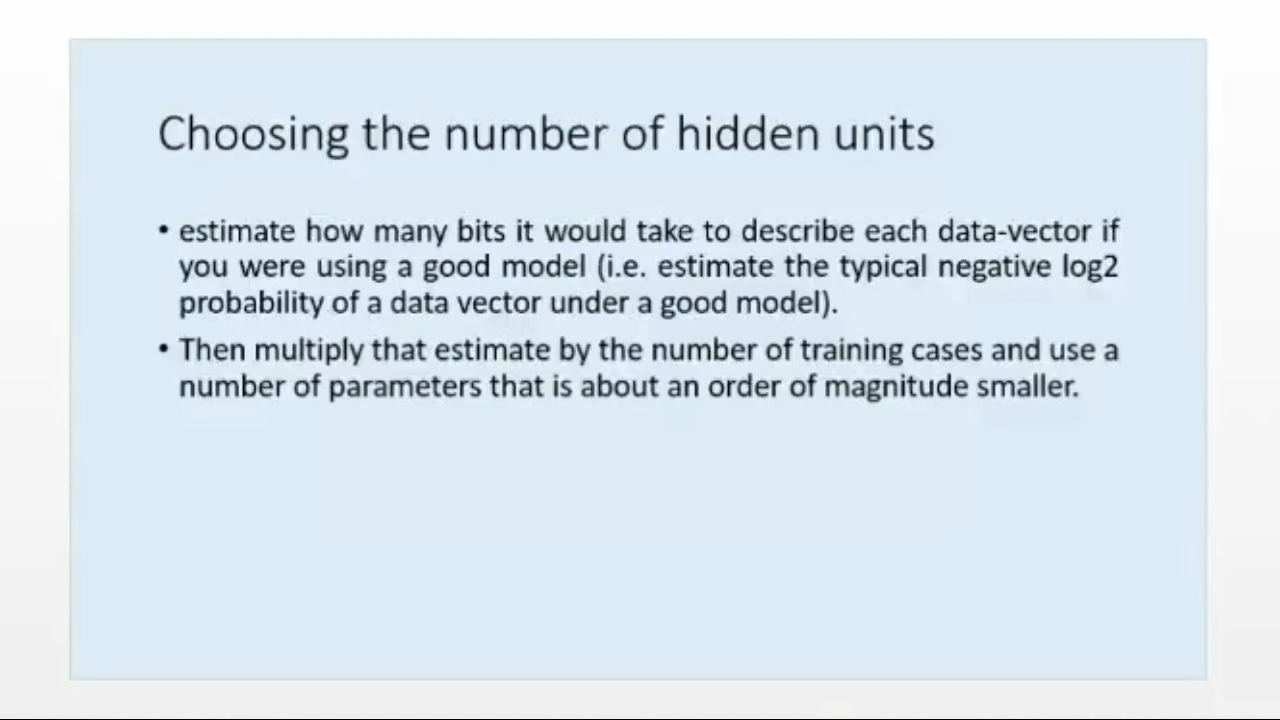 Choosing the number of hidden units
• estimate how many bits it would take to describe each data-vector if
you were using a good model (i.e. estimate the typical negative log2
probability of a data vector under a good model).
• Then multiply that estimate by the number of training cases and use a
number of parameters that is about an order of magnitude smaller.